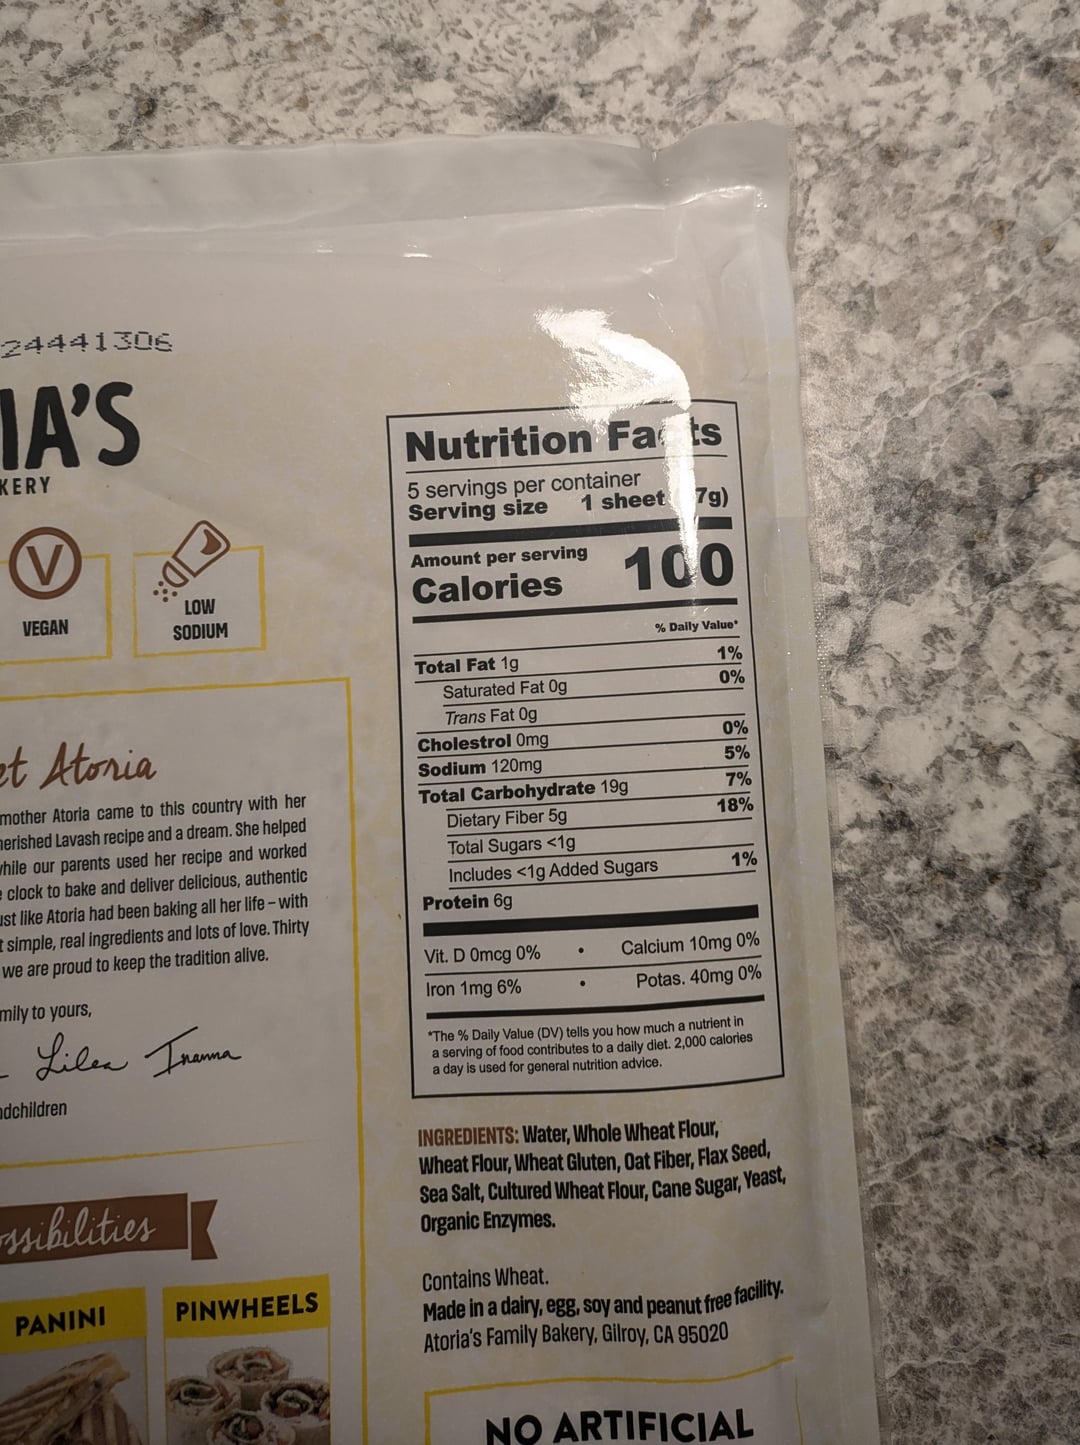 24441306
IA'S
KERY
V
VEGAN
LOW
SODIUM
et Atoria
mother Atoria came to this country with her
herished Lavash recipe and a dream. She helped
while our parents used her recipe and worked
e clock to bake and deliver delicious, authentic
ust like Atoria had been baking all her life – with
t simple, real ingredients and lots of love. Thirty
we are proud to keep the tradition alive.
mily to yours,
Lilea Inanna
ndchildren
ossibilities
PANINI
PINWHEELS
Nutrition Facts
5 servings per container
Serving size 1 sheet 7g)
Amount per serving
Calories 100
% Daily Value*
Total Fat 1g 1%
Saturated Fat 0g 0%
Trans Fat 0g
Cholestrol 0mg 0%
Sodium 120mg 5%
Total Carbohydrate 19g 7%
Dietary Fiber 5g 18%
Total Sugars <1g
Includes <1g Added Sugars 1%
Protein 6g
Vit. D 0mcg 0% • Calcium 10mg 0%
Iron 1mg 6% • Potas. 40mg 0%
*The % Daily Value (DV) tells you how much a nutrient in
a serving of food contributes to a daily diet. 2,000 calories
a day is used for general nutrition advice.
INGREDIENTS: Water, Whole Wheat Flour,
Wheat Flour, Wheat Gluten, Oat Fiber, Flax Seed,
Sea Salt, Cultured Wheat Flour, Cane Sugar, Yeast,
Organic Enzymes.
Contains Wheat.
Made in a dairy, egg, soy and peanut free facility.
Atoria's Family Bakery, Gilroy, CA 95020
NO ARTIFICIAL